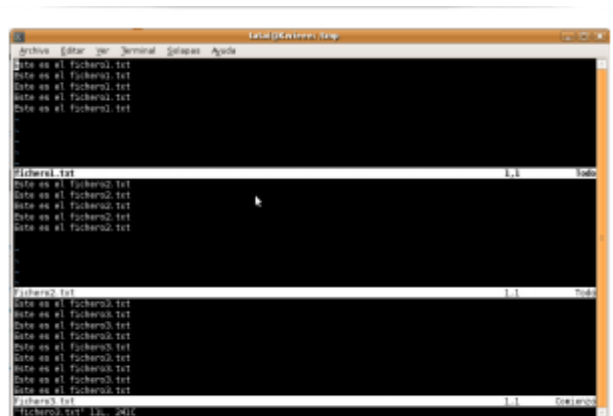 Archivo Editar Ver Terminal Solapas Ayuda
Este es el fichero1.txt
Este es el fichero1.txt
Este es el fichero1.txt
Este es el fichero1.txt
Este es el fichero1.txt
fichero1.txt 1,1 Todo
Este es el fichero2.txt
Este es el fichero2.txt
Este es el fichero2.txt
Este es el fichero2.txt
Este es el fichero2.txt
fichero2.txt 1,1 Todo
Este es el fichero3.txt
Este es el fichero3.txt
Este es el fichero3.txt
Este es el fichero3.txt
Este es el fichero3.txt
Este es el fichero3.txt
Este es el fichero3.txt
Este es el fichero3.txt
Este es el fichero3.txt
fichero3.txt 1,1 Comienzo
"fichero3.txt"